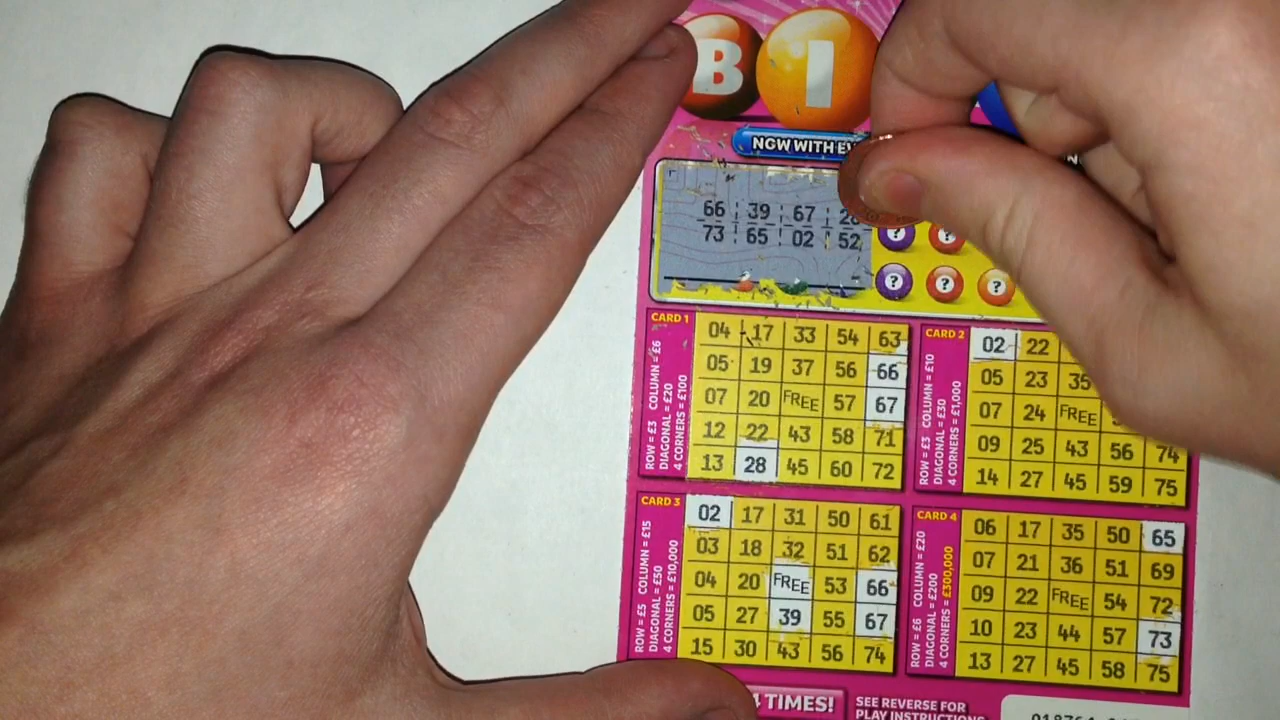 B I
NOW WITH
66 39 67 28
73 65 02 52
? ?
? ? ?
CARD 1
ROW = £3 COLUMN = £6
DIAGONAL = £20
4 CORNERS = £100
04 17 33 54 63
05 19 37 56 66
07 20 FREE 57 67
12 22 43 58 71
13 28 45 60 72
CARD 2
ROW = £3 COLUMN = £10
DIAGONAL = £30
4 CORNERS = £1,000
02 22
05 23 35
07 24 FREE
09 25 43 56 74
14 27 45 59 75
CARD 3
ROW = £5 COLUMN = £15
DIAGONAL = £50
4 CORNERS = £10,000
02 17 31 50 61
03 18 32 51 62
04 20 FREE 53 66
05 27 39 55 67
15 30 43 56 74
CARD 4
ROW = £6 COLUMN = £20
DIAGONAL = £200
4 CORNERS = £300,000
06 17 35 50 65
07 21 36 51 69
09 22 FREE 54 72
10 23 44 57 73
13 27 45 58 75
TIMES!
SEE REVERSE FOR
PLAY INSTRUCTIONS